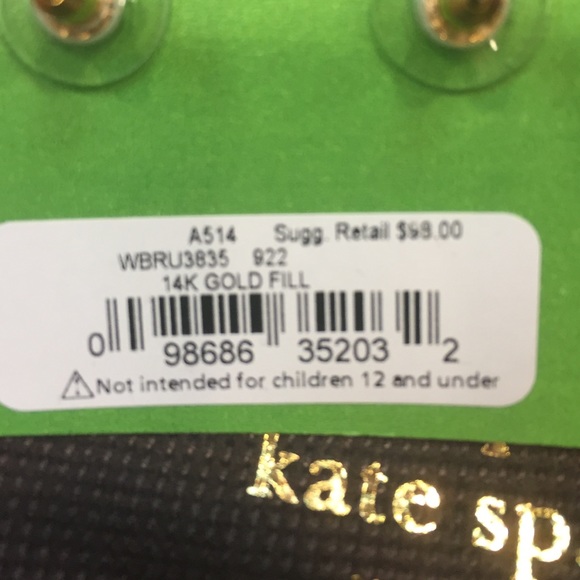 A514 Sugg. Retail $98.00
WBRU3835 922
14K GOLD FILL
0 98686 35203 2
⚠Not intended for children 12 and under
kate sp